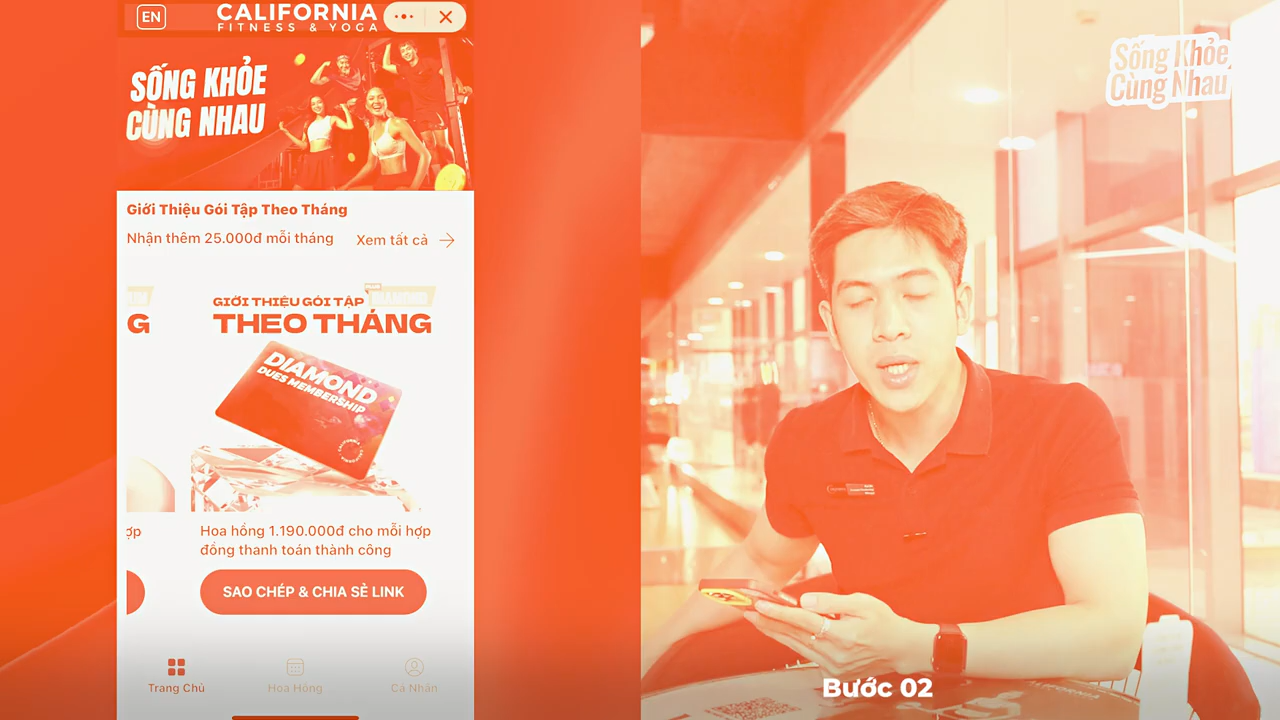 EN
CALIFORNIA
FITNESS & YOGA
SỐNG KHỎE
CÙNG NHAU
Giới Thiệu Gói Tập Theo Tháng
Nhận thêm 25.000đ mỗi tháng
Xem tất cả
G
GIỚI THIỆU GÓI TẬP
DIAMOND
THEO THÁNG
DIAMOND
DUES MEMBERSHIP
ợp
Hoa hồng 1.190.000đ cho mỗi hợp
đồng thanh toán thành công
SAO CHÉP & CHIA SẺ LINK
Trang Chủ
Hoa Hồng
Cá Nhân
Sống Khỏe,
Cùng Nhau
Bước 02